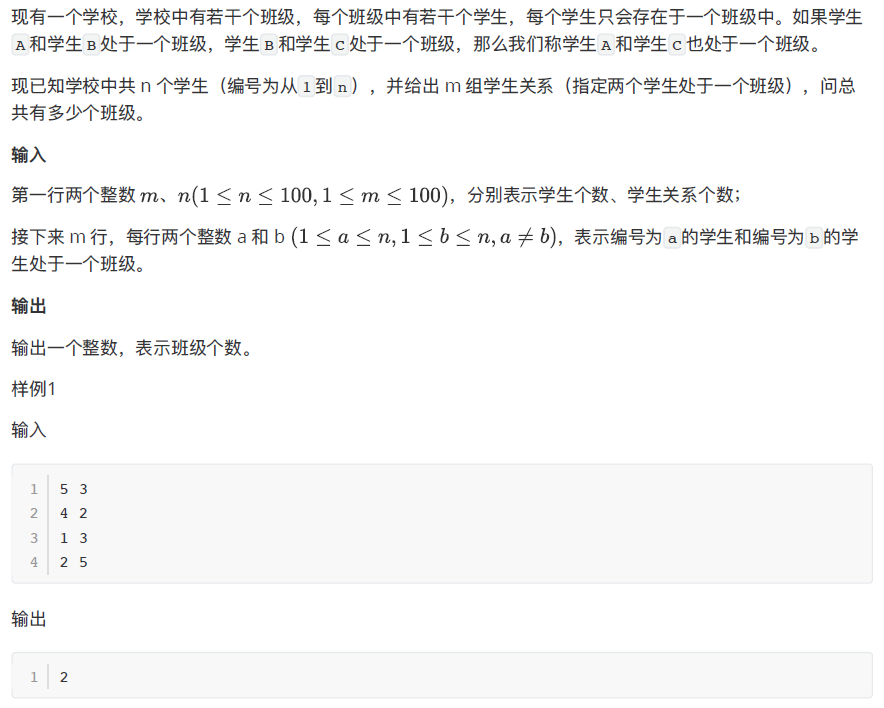 现有一个学校，学校中有若干个班级，每个班级中有若干个学生，每个学生只会存在于一个班级中。如果学生
A和学生B处于一个班级，学生B和学生C处于一个班级，那么我们称学生A和学生C也处于一个班级。
现已知学校中共 n 个学生（编号为从1到n），并给出 m 组学生关系（指定两个学生处于一个班级），问总
共有多少个班级。
输入
第一行两个整数 m、n(1 ≤ n ≤ 100, 1 ≤ m ≤ 100)，分别表示学生个数、学生关系个数；
接下来 m 行，每行两个整数 a 和 b (1 ≤ a ≤ n, 1 ≤ b ≤ n, a ≠ b)，表示编号为a的学生和编号为b的学
生处于一个班级。
输出
输出一个整数，表示班级个数。
样例1
输入
1 5 3
2 4 2
3 1 3
4 2 5
输出
1 2